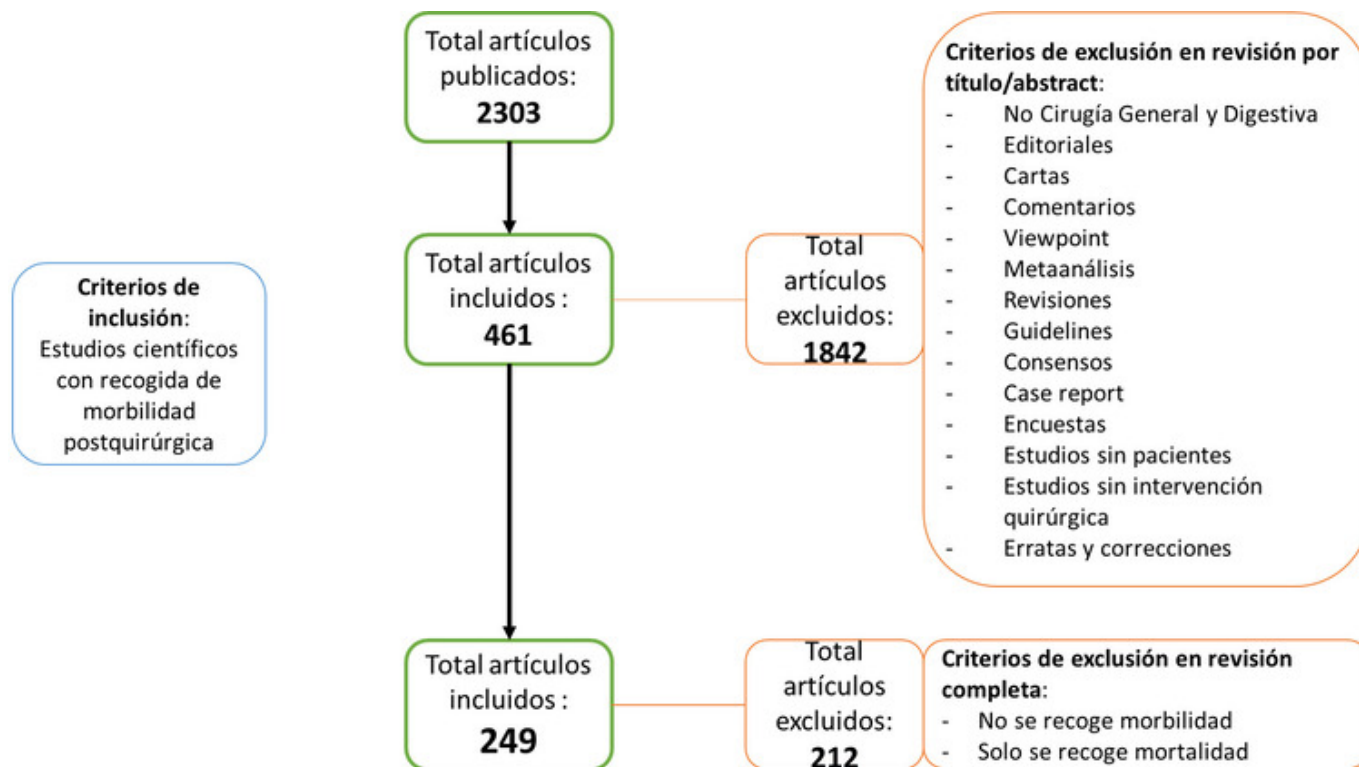 Total artículos
publicados:
2303
Criterios de exclusión en revisión por
título/abstract:
- No Cirugía General y Digestiva
- Editoriales
- Cartas
- Comentarios
- Viewpoint
- Metaanálisis
- Revisiones
- Guidelines
- Consensos
- Case report
- Encuestas
- Estudios sin pacientes
- Estudios sin intervención
quirúrgica
- Erratas y correcciones
Total artículos
incluidos :
461
Total
artículos
excluidos:
1842
Criterios de
inclusión:
Estudios científicos
con recogida de
morbilidad
postquirúrgica
Total artículos
incluidos :
249
Total
artículos
excluidos:
212
Criterios de exclusión en revisión
completa:
- No se recoge morbilidad
- Solo se recoge mortalidad